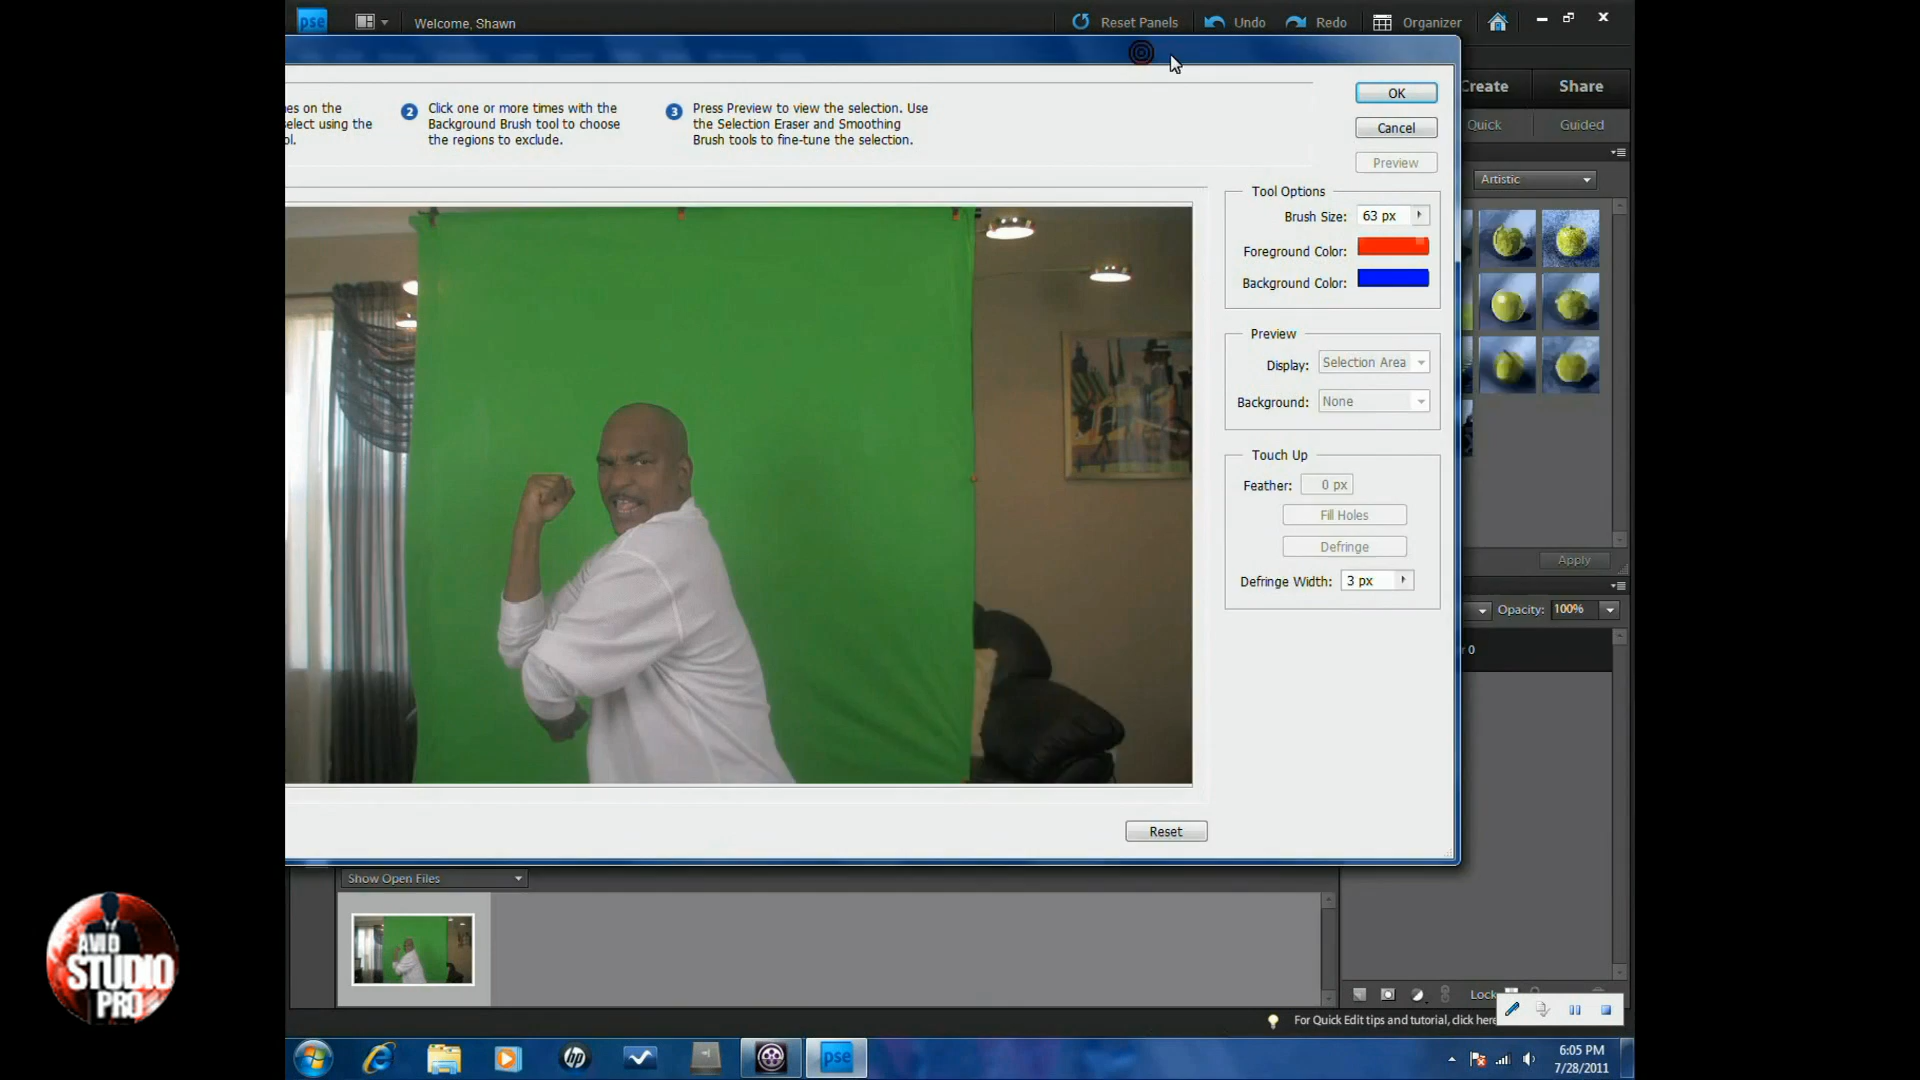 pse
Welcome, Shawn
Reset Panels
Undo
Redo
Organizer
Create
Share
Quick
Guided
Artistic
es on the
elect using the
ol.
2 Click one or more times with the
Background Brush tool to choose
the regions to exclude.
3 Press Preview to view the selection. Use
the Selection Eraser and Smoothing
Brush tools to fine-tune the selection.
OK
Cancel
Preview
Tool Options
Brush Size: 63 px
Foreground Color:
Background Color:
Preview
Display: Selection Area
Background: None
Touch Up
Feather: 0 px
Fill Holes
Defringe
Defringe Width: 3 px
Reset
Apply
Opacity: 100%
r 0
Show Open Files
Lock
For Quick Edit tips and tutorial, click here
AVID
STUDIO
PRO
hp
pse
6:05 PM
7/28/2011